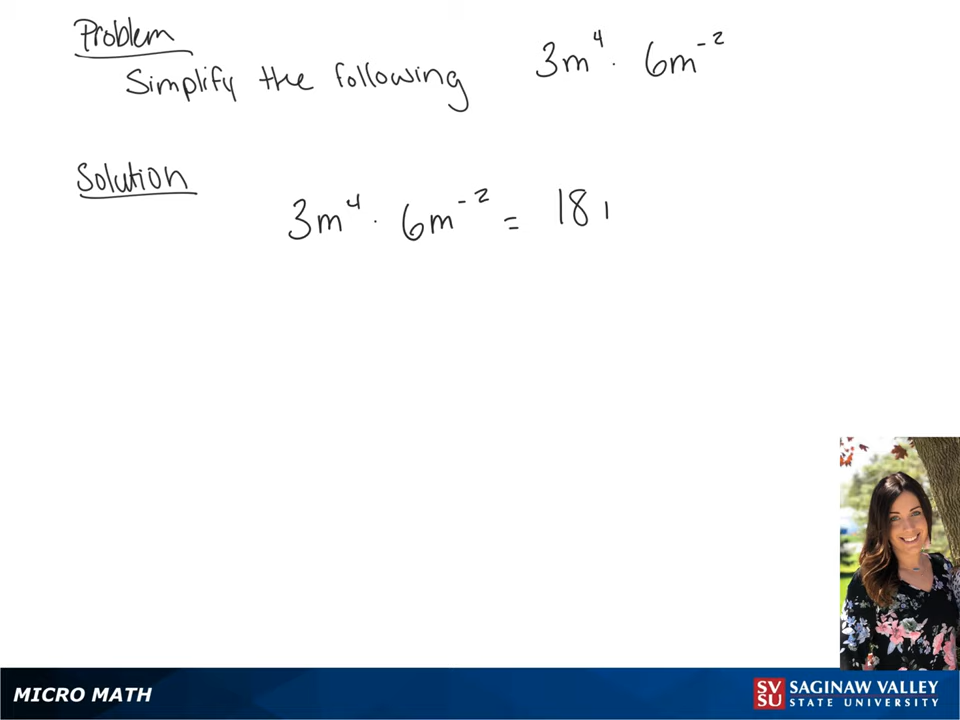 Problem
Simplify the following 3m⁴ · 6m⁻²
Solution
3m⁴ · 6m⁻² = 18
MICRO MATH
SVSU SAGINAW VALLEY
STATE UNIVERSITY